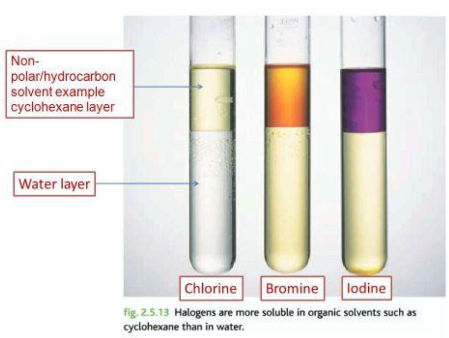 Non-
polar/hydrocarbon
solvent example
cyclohexane layer
Water layer
Chlorine
Bromine
Iodine
fig. 2.5.13 Halogens are more soluble in organic solvents such as
cyclohexane than in water.